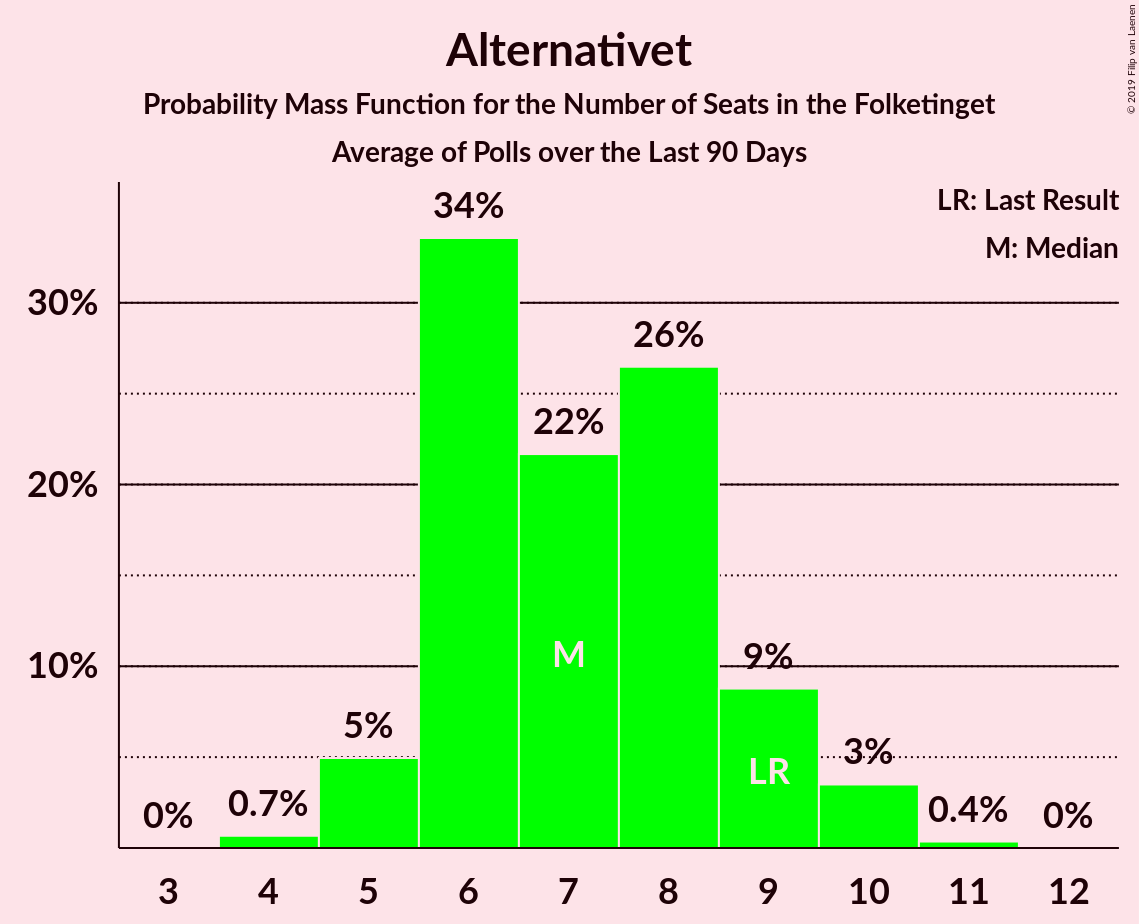 Alternativet
Probability Mass Function for the Number of Seats in the Folketinget
Average of Polls over the Last 90 Days
© 2019 Filip van Laenen
LR: Last Result
M: Median
34%
30%
26%
22%
20%
M
9%
10%
5%
3%
LR
0%
0.7%
0.4%
0%
3 4 5 6 7 8 9 10 11 12